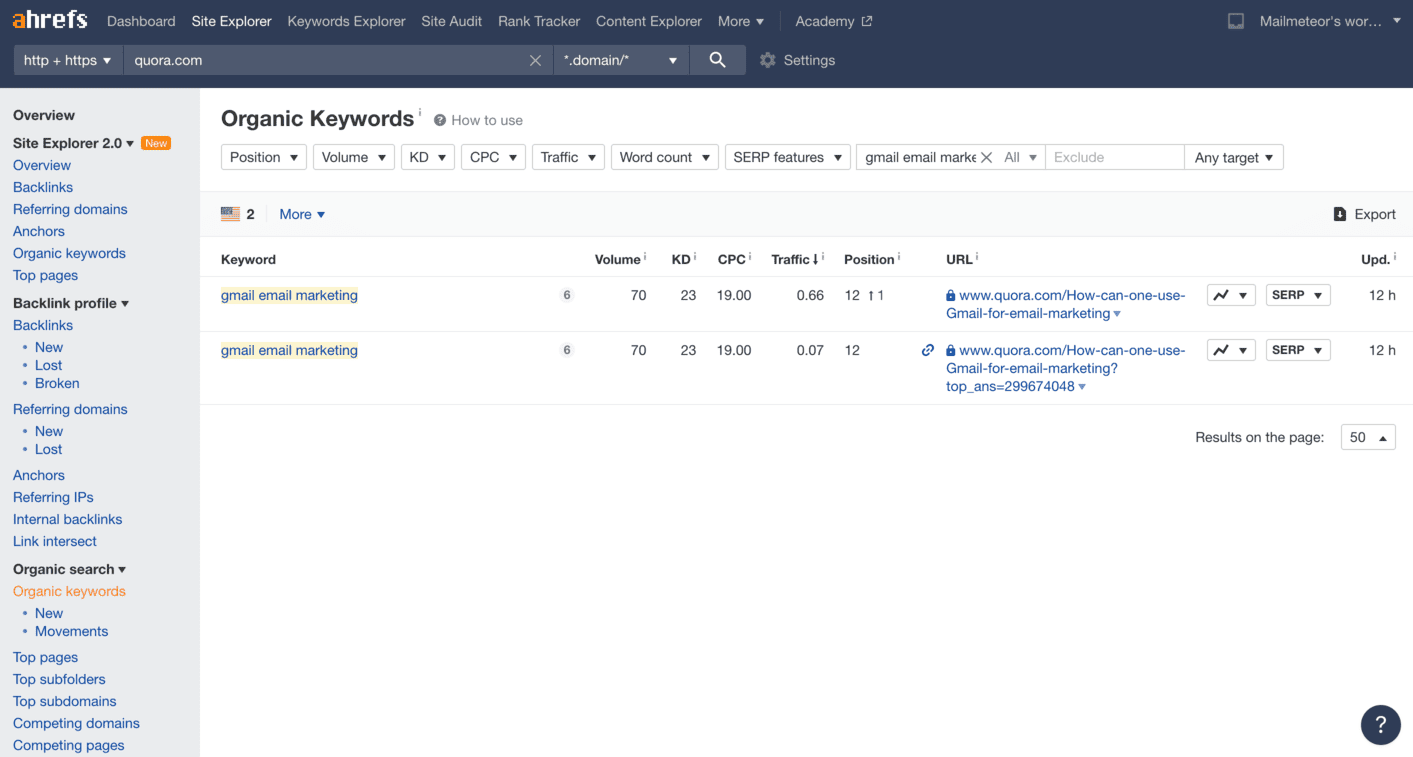 ahrefs Dashboard Site Explorer Keywords Explorer Site Audit Rank Tracker Content Explorer More Academy Mailmeteor's wor...
http + https quora.com *.domain/* Settings
Overview
Site Explorer 2.0 New
Overview
Backlinks
Referring domains
Anchors
Organic keywords
Top pages
Backlink profile
Backlinks
• New
• Lost
• Broken
Referring domains
• New
• Lost
Anchors
Referring IPs
Internal backlinks
Link intersect
Organic search
Organic keywords
• New
• Movements
Top pages
Top subfolders
Top subdomains
Competing domains
Competing pages
Organic Keywords i ? How to use
Position Volume KD CPC Traffic Word count SERP features gmail email marke All Exclude Any target
2 More Export
Keyword Volume i KD i CPC i Traffic i Position i URL i Upd. i
gmail email marketing 6 70 23 19.00 0.66 12 ↑1 www.quora.com/How-can-one-use-
Gmail-for-email-marketing SERP 12 h
gmail email marketing 6 70 23 19.00 0.07 12 www.quora.com/How-can-one-use-
Gmail-for-email-marketing?
top_ans=299674048 SERP 12 h
Results on the page: 50
?